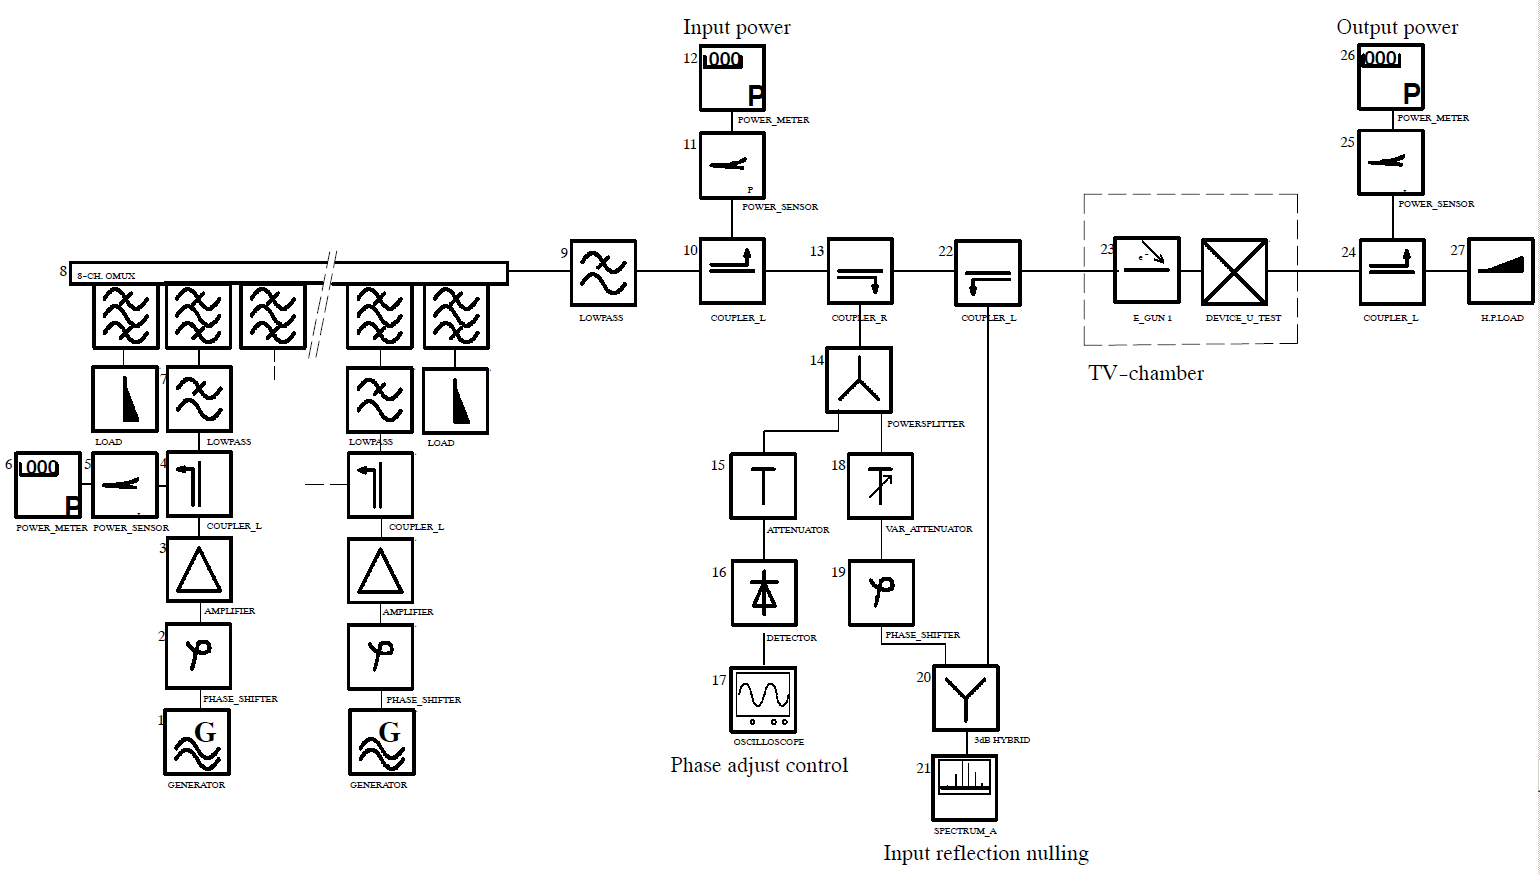 Input power
Output power
12
000
P
POWER_METER
26
000
P
POWER_METER
11
P
POWER_SENSOR
25
POWER_SENSOR
8
8-CH. OMUX
9
LOWPASS
10
COUPLER_L
13
COUPLER_R
22
COUPLER_L
23
e-
E_GUN 1
DEVICE_U_TEST
TV-chamber
24
COUPLER_L
27
H.P.LOAD
LOAD
7
LOWPASS
LOWPASS
LOAD
14
POWERSPLITTER
6
000
P
POWER_METER
5
POWER_SENSOR
4
COUPLER_L
COUPLER_L
15
ATTENUATOR
18
VAR_ATTENUATOR
3
AMPLIFIER
AMPLIFIER
16
DETECTOR
19
PHASE_SHIFTER
2
PHASE_SHIFTER
PHASE_SHIFTER
17
OSCILLOSCOPE
Phase adjust control
20
3dB HYBRID
1
G
GENERATOR
G
GENERATOR
21
SPECTRUM_A
Input reflection nulling